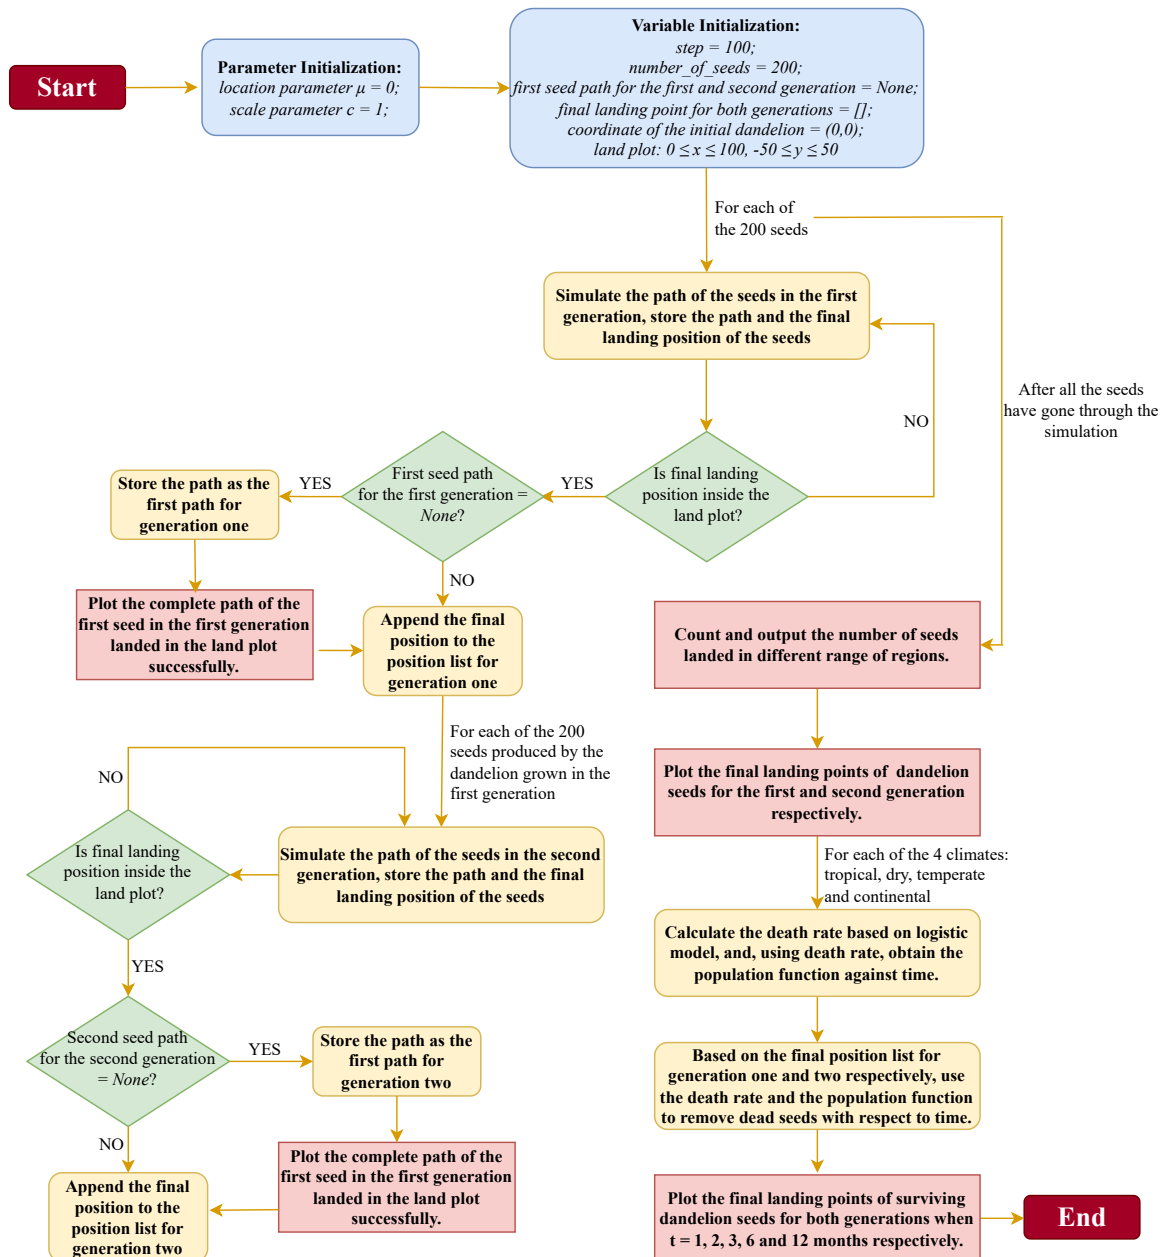 Start
Parameter Initialization:
location parameter μ = 0;
scale parameter c = 1;
Variable Initialization:
step = 100;
number_of_seeds = 200;
first seed path for the first and second generation = None;
final landing point for both generations = [];
coordinate of the initial dandelion = (0,0);
land plot: 0 ≤ x ≤ 100, -50 ≤ y ≤ 50
For each of
the 200 seeds
Simulate the path of the seeds in the first
generation, store the path and the final
landing position of the seeds
NO
After all the seeds
have gone through the
simulation
Is final landing
position inside the
land plot?
YES
First seed path
for the first generation =
None?
YES
Store the path as the
first path for
generation one
NO
Plot the complete path of the
first seed in the first generation
landed in the land plot
successfully.
Append the final
position to the
position list for
generation one
For each of the 200
seeds produced by the
dandelion grown in the
first generation
NO
Simulate the path of the seeds in the second
generation, store the path and the final
landing position of the seeds
Is final landing
position inside the
land plot?
YES
Second seed path
for the second generation
= None?
YES
Store the path as the
first path for
generation two
NO
Plot the complete path of the
first seed in the first generation
landed in the land plot
successfully.
Append the final
position to the
position list for
generation two
Count and output the number of seeds
landed in different range of regions.
Plot the final landing points of dandelion
seeds for the first and second generation
respectively.
For each of the 4 climates:
tropical, dry, temperate
and continental
Calculate the death rate based on logistic
model, and, using death rate, obtain the
population function against time.
Based on the final position list for
generation one and two respectively, use
the death rate and the population function
to remove dead seeds with respect to time.
Plot the final landing points of surviving
dandelion seeds for both generations when
t = 1, 2, 3, 6 and 12 months respectively.
End